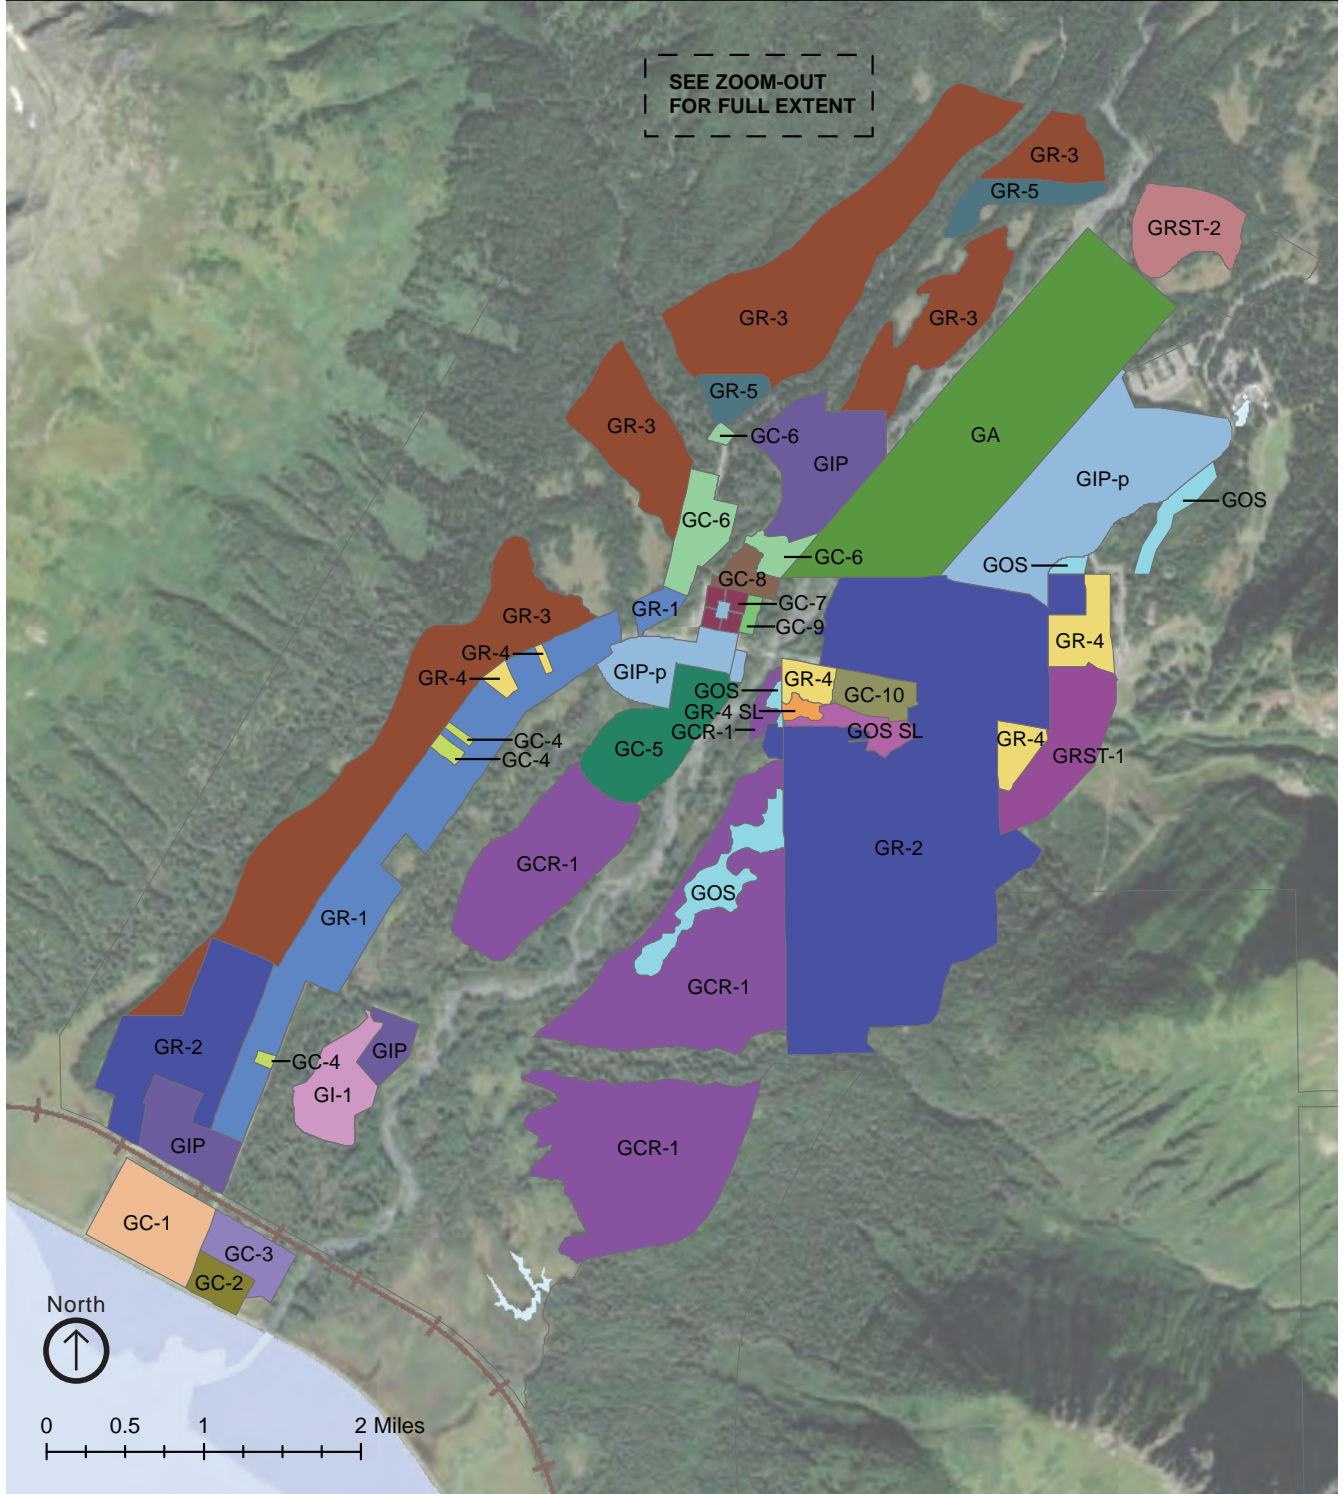 SEE ZOOM-OUT
FOR FULL EXTENT
GR-3
GR-5
GRST-2
GR-3
GR-3
GR-5
GR-3
GC-6
GA
GIP
GIP-p
GOS
GC-6
GC-6
GOS
GC-8
GC-7
GR-1
GR-3
GC-9
GR-4
GR-4
GIP-p
GR-4
GR-4
GOS
GC-10
GR-4 SL
GCR-1
GOS SL
GC-4
GC-5
GR-4
GC-4
GRST-1
GR-2
GCR-1
GOS
GR-1
GCR-1
GR-2
GIP
GC-4
GI-1
GIP
GCR-1
GC-1
GC-3
GC-2
North
0 0.5 1 2 Miles